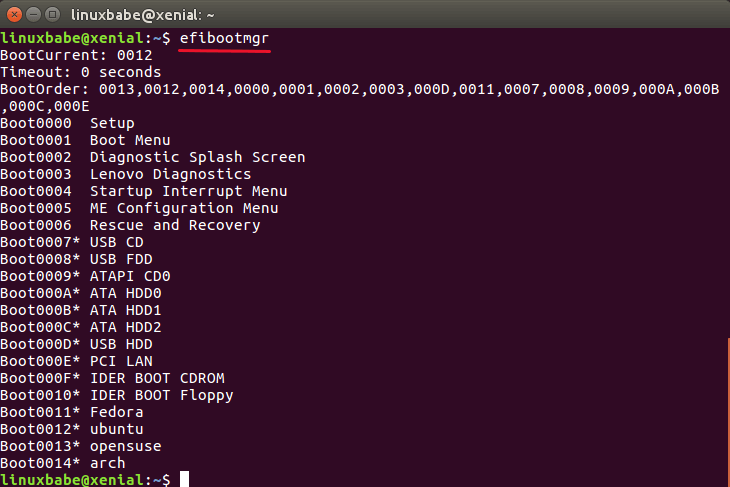 linuxbabe@xenial: ~
linuxbabe@xenial:~$ efibootmgr
BootCurrent: 0012
Timeout: 0 seconds
BootOrder: 0013,0012,0014,0000,0001,0002,0003,000D,0011,0007,0008,0009,000A,000B
,000C,000E
Boot0000  Setup
Boot0001  Boot Menu
Boot0002  Diagnostic Splash Screen
Boot0003  Lenovo Diagnostics
Boot0004  Startup Interrupt Menu
Boot0005  ME Configuration Menu
Boot0006  Rescue and Recovery
Boot0007* USB CD
Boot0008* USB FDD
Boot0009* ATAPI CD0
Boot000A* ATA HDD0
Boot000B* ATA HDD1
Boot000C* ATA HDD2
Boot000D* USB HDD
Boot000E* PCI LAN
Boot000F* IDER BOOT CDROM
Boot0010* IDER BOOT Floppy
Boot0011* Fedora
Boot0012* ubuntu
Boot0013* opensuse
Boot0014* arch
linuxbabe@xenial:~$